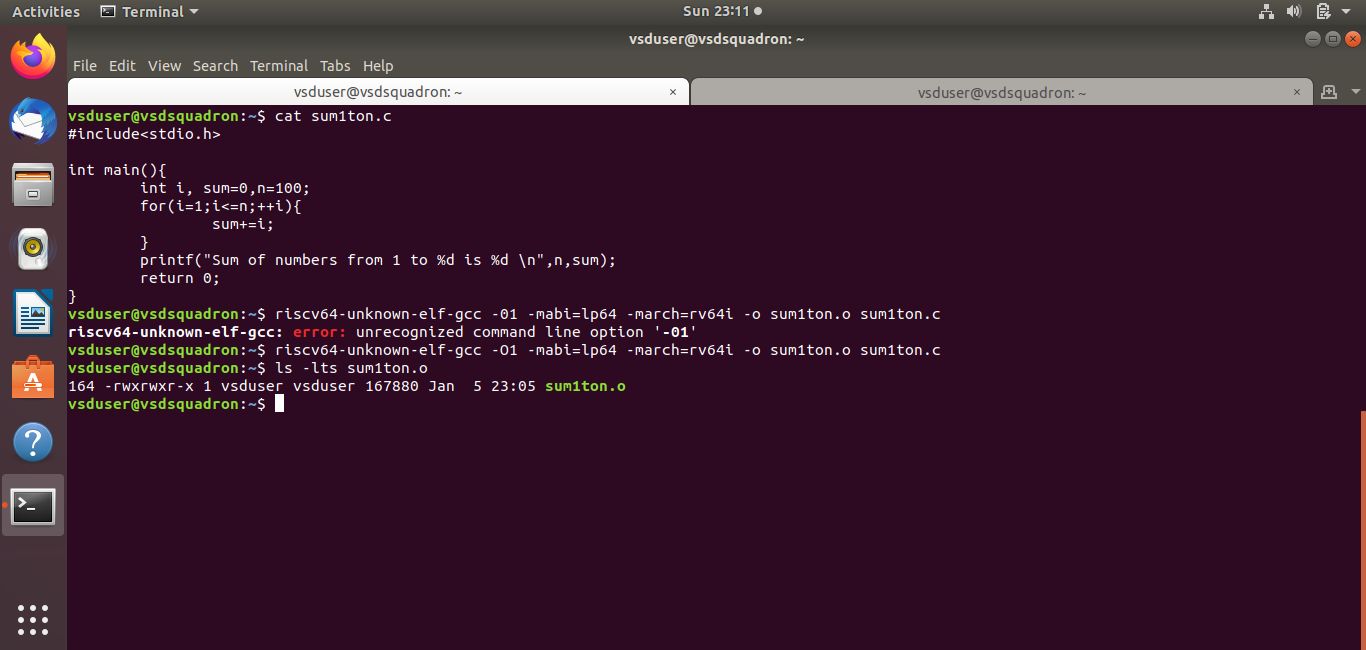 Activities Terminal Sun 23:11
vsduser@vsdsquadron: ~
File Edit View Search Terminal Tabs Help
vsduser@vsdsquadron: ~ × vsduser@vsdsquadron: ~ ×
vsduser@vsdsquadron:~$ cat sum1ton.c
#include<stdio.h>
int main(){
int i, sum=0,n=100;
for(i=1;i<=n;++i){
sum+=i;
}
printf("Sum of numbers from 1 to %d is %d \n",n,sum);
return 0;
}
vsduser@vsdsquadron:~$ riscv64-unknown-elf-gcc -01 -mabi=lp64 -march=rv64i -o sum1ton.o sum1ton.c
riscv64-unknown-elf-gcc: error: unrecognized command line option '-01'
vsduser@vsdsquadron:~$ riscv64-unknown-elf-gcc -O1 -mabi=lp64 -march=rv64i -o sum1ton.o sum1ton.c
vsduser@vsdsquadron:~$ ls -lts sum1ton.o
164 -rwxrwxr-x 1 vsduser vsduser 167880 Jan  5 23:05 sum1ton.o
vsduser@vsdsquadron:~$